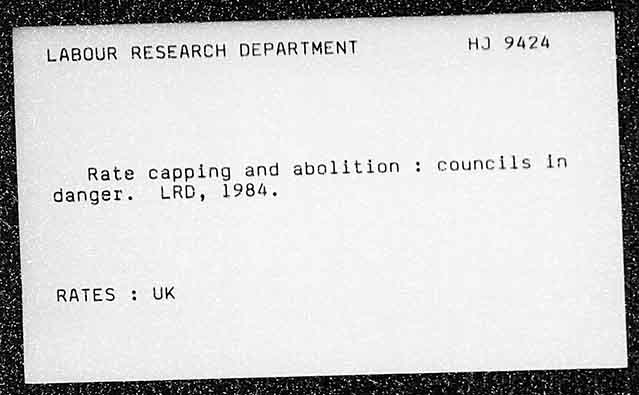 LABOUR RESEARCH DEPARTMENT HJ 9424
Rate capping and abolition : councils in
danger. LRD, 1984.
RATES : UK